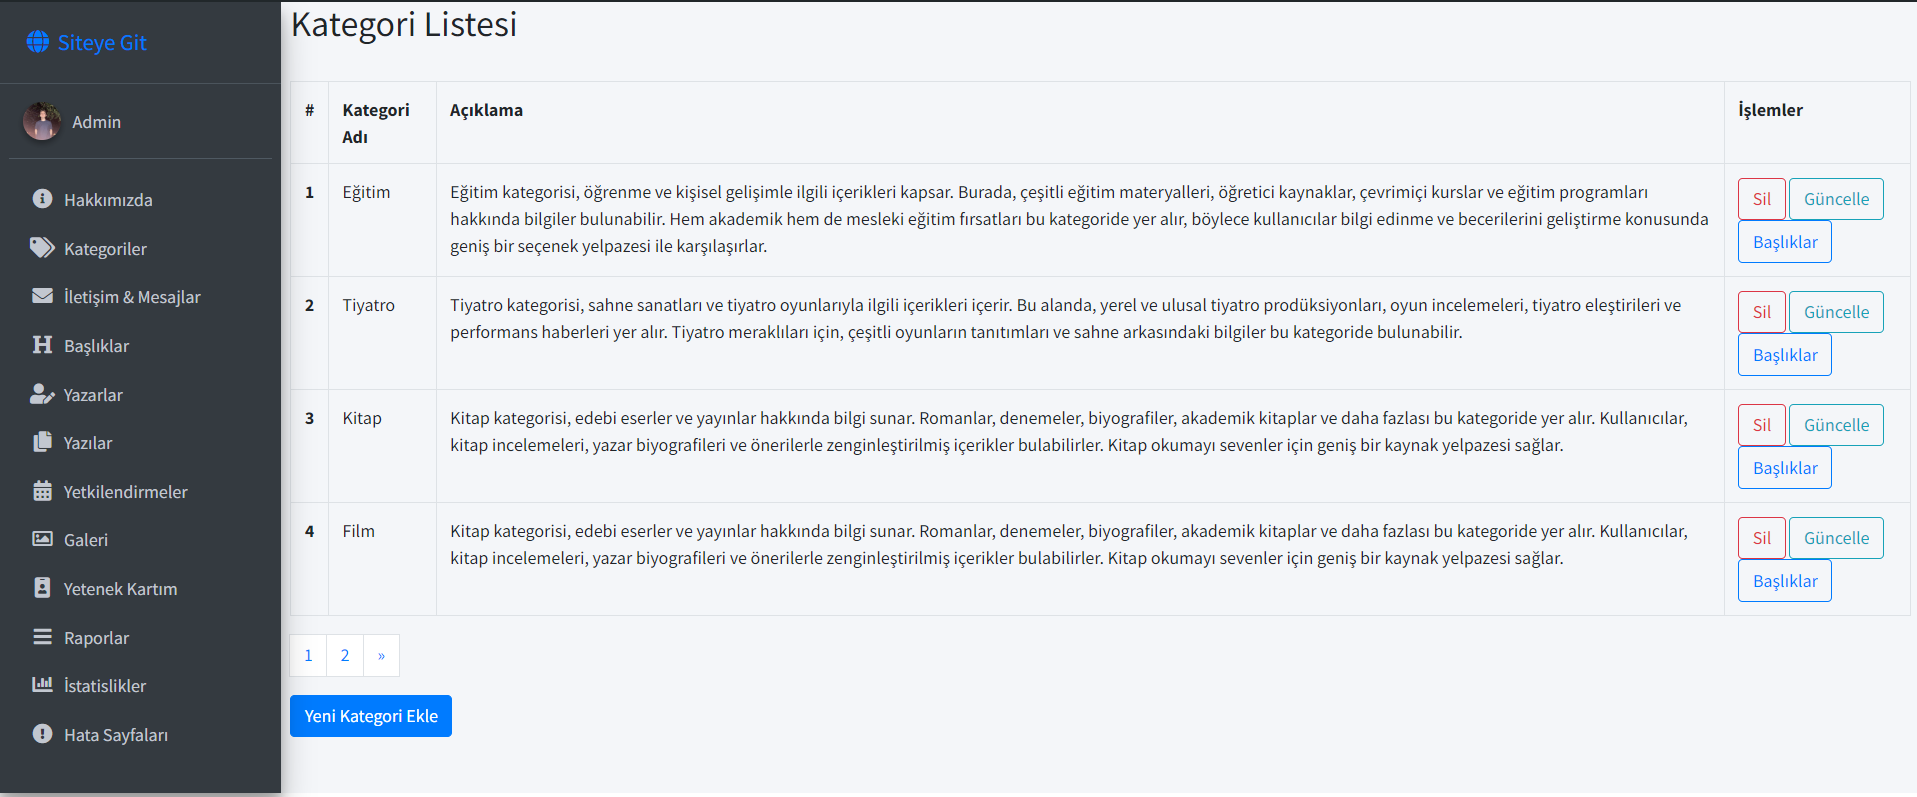 Siteye Git
Admin
Hakkımızda
Kategoriler
İletişim & Mesajlar
Başlıklar
Yazarlar
Yazılar
Yetkilendirmeler
Galeri
Yetenek Kartım
Raporlar
İstatislikler
Hata Sayfaları
Kategori Listesi
# Kategori Adı Açıklama İşlemler
1 Eğitim
Eğitim kategorisi, öğrenme ve kişisel gelişimle ilgili içerikleri kapsar. Burada, çeşitli eğitim materyalleri, öğretici kaynaklar, çevrimiçi kurslar ve eğitim programları
hakkında bilgiler bulunabilir. Hem akademik hem de mesleki eğitim fırsatları bu kategoride yer alır, böylece kullanıcılar bilgi edinme ve becerilerini geliştirme konusunda
geniş bir seçenek yelpazesi ile karşılaşırlar.
Sil Güncelle
Başlıklar
2 Tiyatro
Tiyatro kategorisi, sahne sanatları ve tiyatro oyunlarıyla ilgili içerikleri içerir. Bu alanda, yerel ve ulusal tiyatro prodüksiyonları, oyun incelemeleri, tiyatro eleştirileri ve
performans haberleri yer alır. Tiyatro meraklıları için, çeşitli oyunların tanıtımları ve sahne arkasındaki bilgiler bu kategoride bulunabilir.
Sil Güncelle
Başlıklar
3 Kitap
Kitap kategorisi, edebi eserler ve yayınlar hakkında bilgi sunar. Romanlar, denemeler, biyografiler, akademik kitaplar ve daha fazlası bu kategoride yer alır. Kullanıcılar,
kitap incelemeleri, yazar biyografileri ve önerilerle zenginleştirilmiş içerikler bulabilirler. Kitap okumayı sevenler için geniş bir kaynak yelpazesi sağlar.
Sil Güncelle
Başlıklar
4 Film
Kitap kategorisi, edebi eserler ve yayınlar hakkında bilgi sunar. Romanlar, denemeler, biyografiler, akademik kitaplar ve daha fazlası bu kategoride yer alır. Kullanıcılar,
kitap incelemeleri, yazar biyografileri ve önerilerle zenginleştirilmiş içerikler bulabilirler. Kitap okumayı sevenler için geniş bir kaynak yelpazesi sağlar.
Sil Güncelle
Başlıklar
1 2 »
Yeni Kategori Ekle